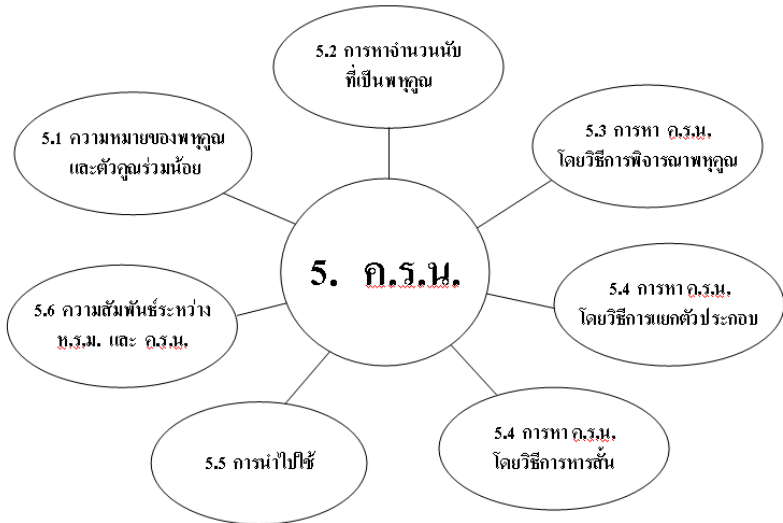 5.2 การหาจำนวนนับ
ที่เป็นพหุคูณ
5.1 ความหมายของพหุคูณ
และตัวคูณร่วมน้อย
5.3 การหา ค.ร.น.
โดยวิธีการพิจารณาพหุคูณ
5. ค.ร.น.
5.6 ความสัมพันธ์ระหว่าง
ห.ร.ม. และ ค.ร.น.
5.4 การหา ค.ร.น.
โดยวิธีการแยกตัวประกอบ
5.5 การนำไปใช้
5.4 การหา ค.ร.น.
โดยวิธีการหารสั้น